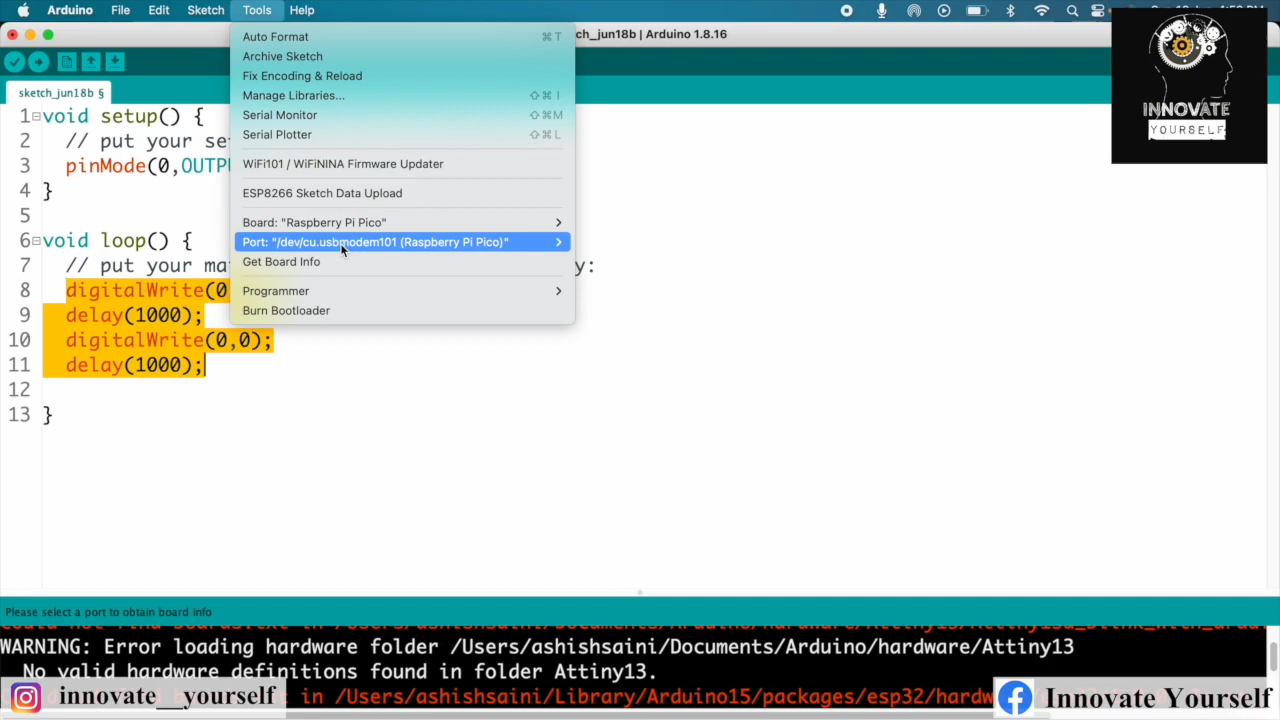 Arduino File Edit Sketch Tools Help
ch_jun18b | Arduino 1.8.16
sketch_jun18b §
Auto Format ⌘ T
Archive Sketch
Fix Encoding & Reload
Manage Libraries... ⇧ ⌘ I
Serial Monitor ⇧ ⌘ M
Serial Plotter ⇧ ⌘ L
WiFi101 / WiFiNINA Firmware Updater
ESP8266 Sketch Data Upload
Board: "Raspberry Pi Pico"
Port: "/dev/cu.usbmodem101 (Raspberry Pi Pico)"
Get Board Info
Programmer
Burn Bootloader
INNOVATE
YOURSELF
1 void setup() {
2 // put your se
3 pinMode(0,OUTPU
4 }
5
6 void loop() {
7 // put your ma y:
8 digitalWrite(0
9 delay(1000);
10 digitalWrite(0,0);
11 delay(1000);
12
13 }
Please select a port to obtain board info
WARNING: Error loading hardware folder /Users/ashishsaini/Documents/Arduino/hardware/Attiny13
No valid hardware definitions found in folder Attiny13.
in /Users/ashishsaini/Library/Arduino15/packages/esp32/hardw
innovate__yourself
Innovate Yourself